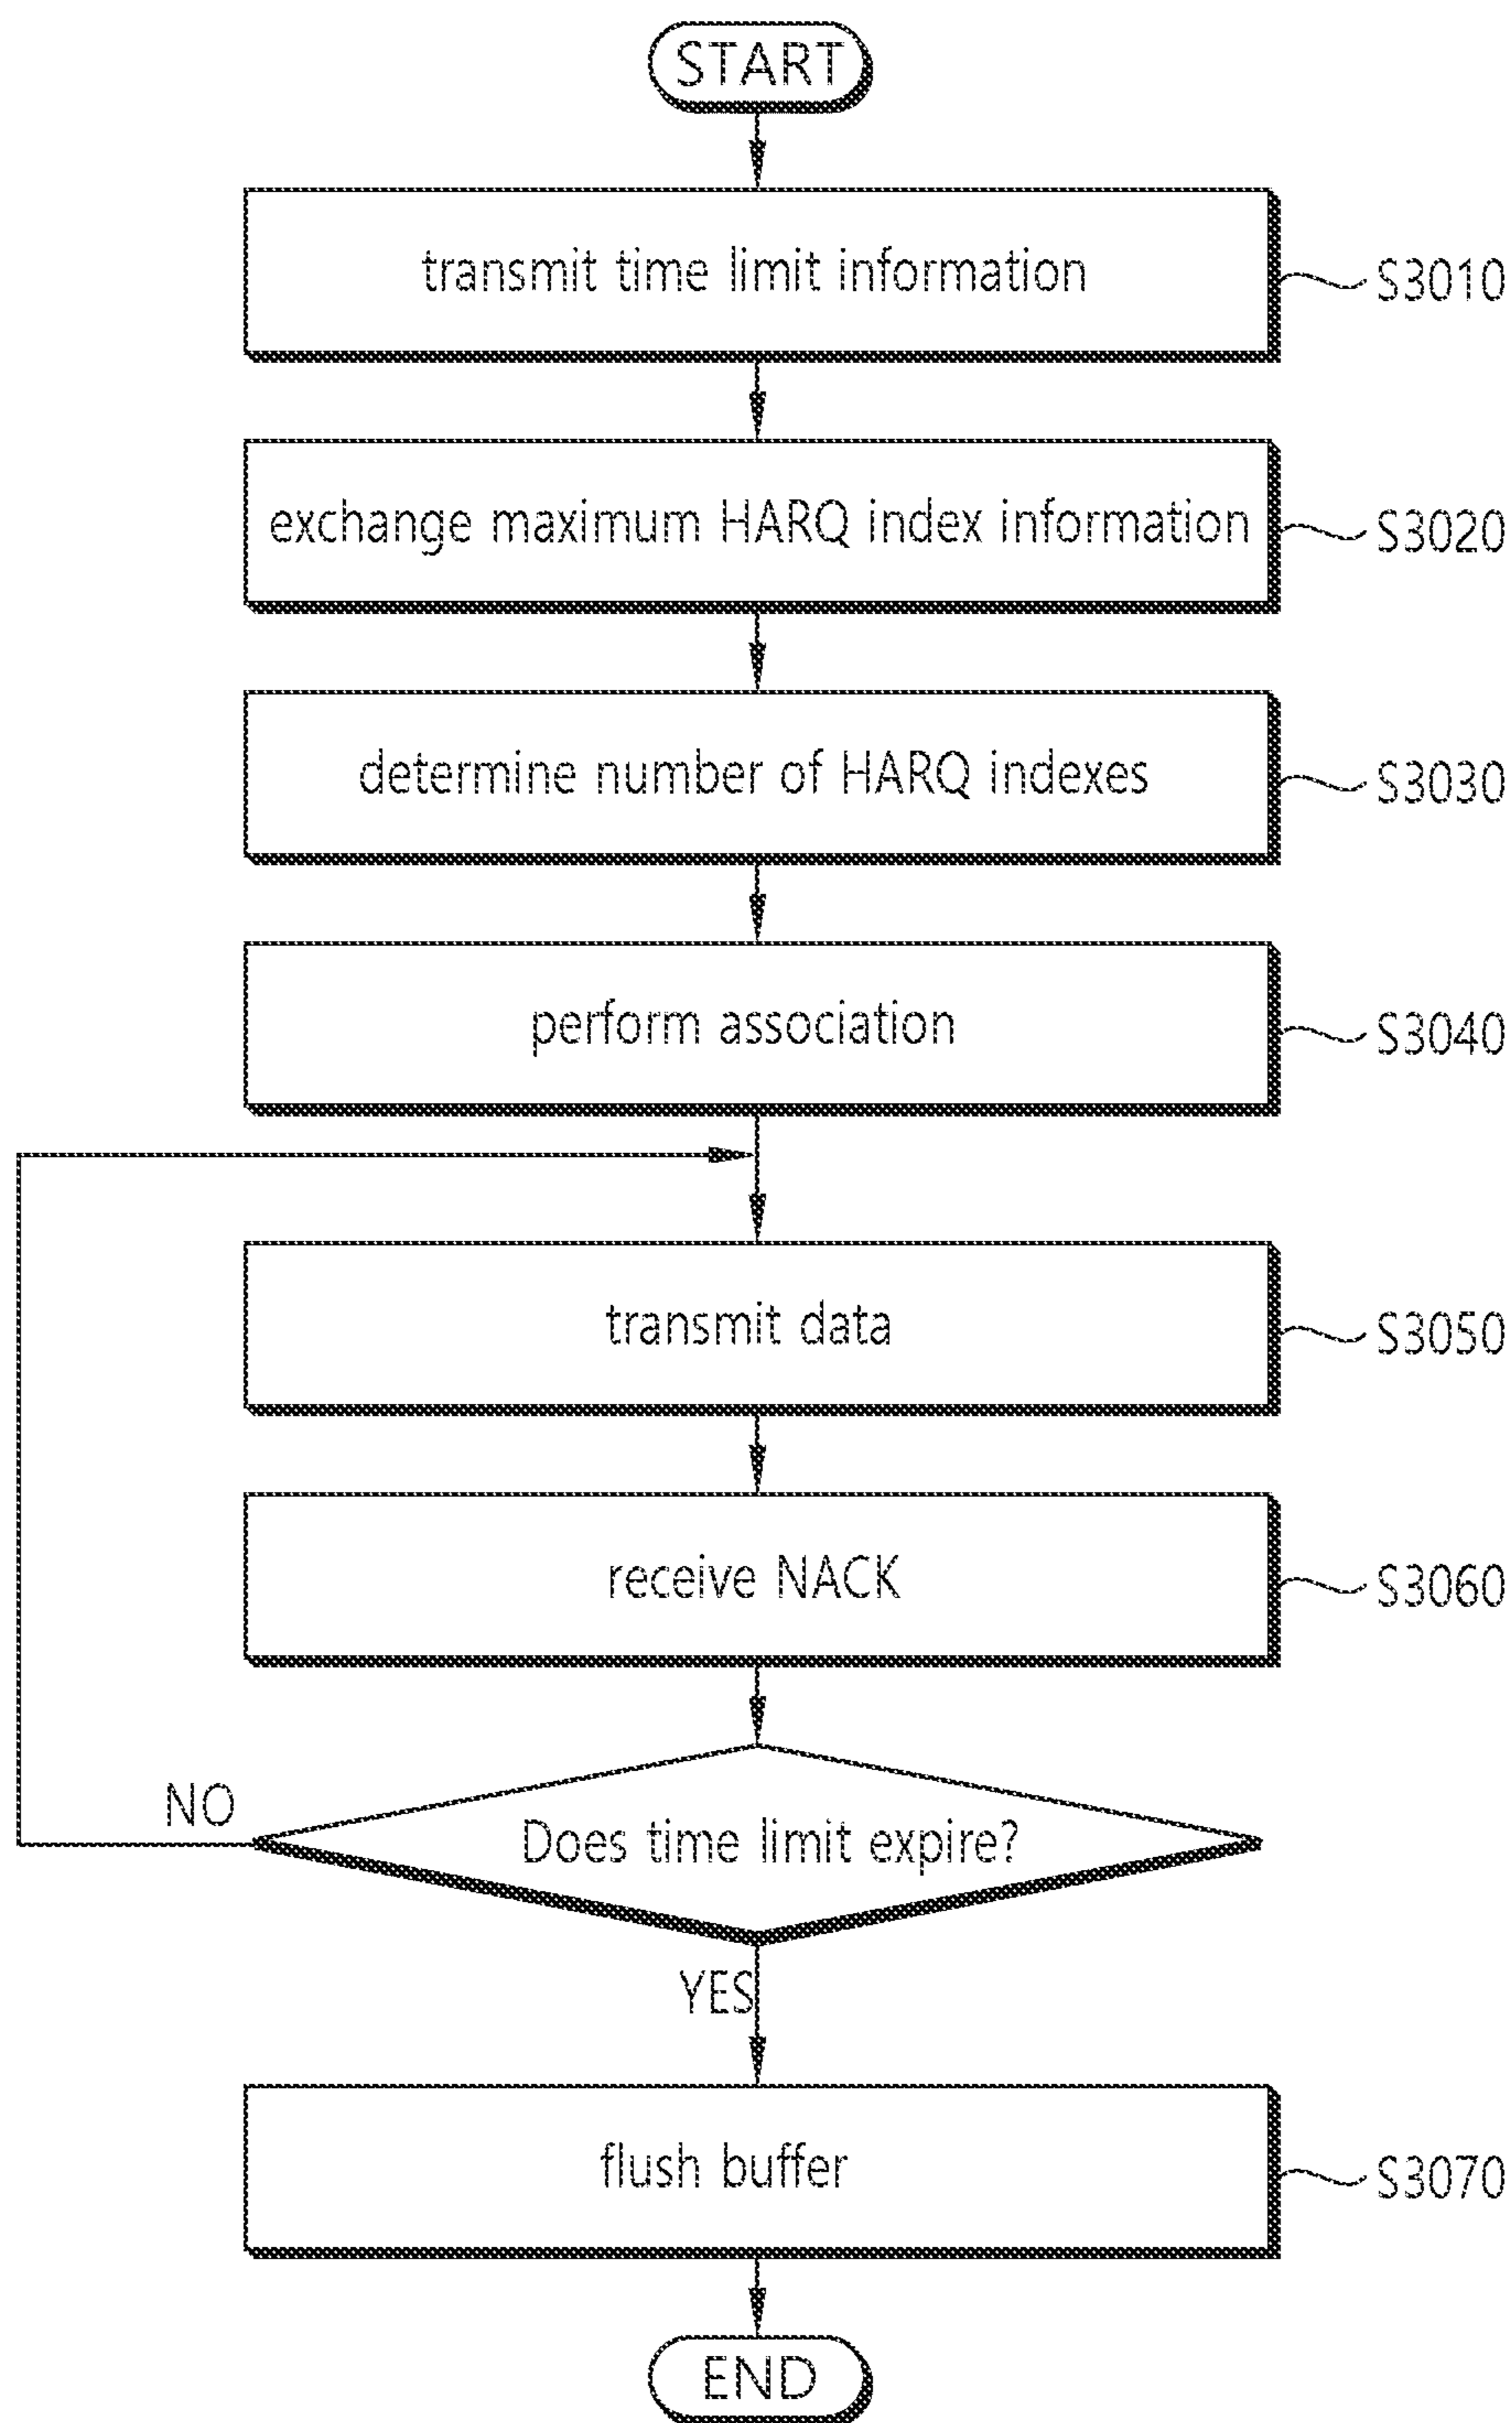 START
transmit time limit information
S3010
exchange maximum HARQ index information
S3020
determine number of HARQ indexes
S3030
perform association
S3040
transmit data
S3050
receive NACK
S3060
NO
Does time limit expire?
YES
flush buffer
S3070
END